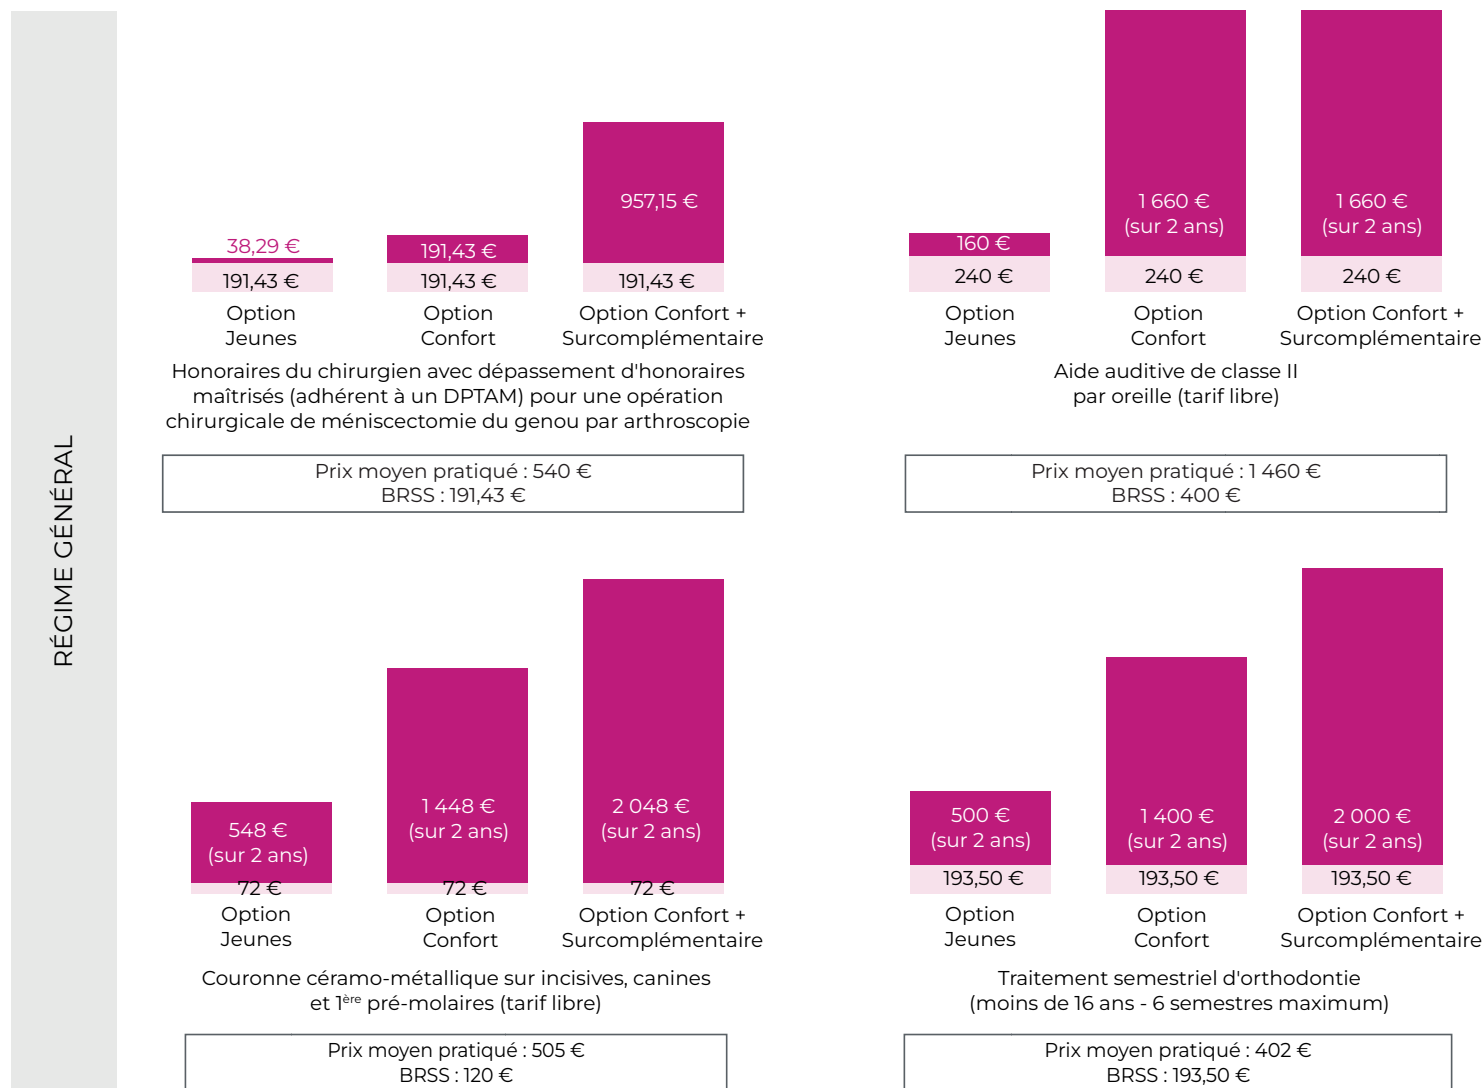 RÉGIME GÉNÉRAL
38,29 €
191,43 €
Option
Jeunes
191,43 €
191,43 €
Option
Confort
957,15 €
191,43 €
Option Confort +
Surcomplémentaire
Honoraires du chirurgien avec dépassement d'honoraires
maîtrisés (adhérent à un DPTAM) pour une opération
chirurgicale de méniscectomie du genou par arthroscopie
Prix moyen pratiqué : 540 €
BRSS : 191,43 €
160 €
240 €
Option
Jeunes
1 660 €
(sur 2 ans)
240 €
Option
Confort
1 660 €
(sur 2 ans)
240 €
Option Confort +
Surcomplémentaire
Aide auditive de classe II
par oreille (tarif libre)
Prix moyen pratiqué : 1 460 €
BRSS : 400 €
548 €
(sur 2 ans)
72 €
Option
Jeunes
1 448 €
(sur 2 ans)
72 €
Option
Confort
2 048 €
(sur 2 ans)
72 €
Option Confort +
Surcomplémentaire
Couronne céramo-métallique sur incisives, canines
et 1ère pré-molaires (tarif libre)
Prix moyen pratiqué : 505 €
BRSS : 120 €
500 €
(sur 2 ans)
193,50 €
Option
Jeunes
1 400 €
(sur 2 ans)
193,50 €
Option
Confort
2 000 €
(sur 2 ans)
193,50 €
Option Confort +
Surcomplémentaire
Traitement semestriel d'orthodontie
(moins de 16 ans - 6 semestres maximum)
Prix moyen pratiqué : 402 €
BRSS : 193,50 €